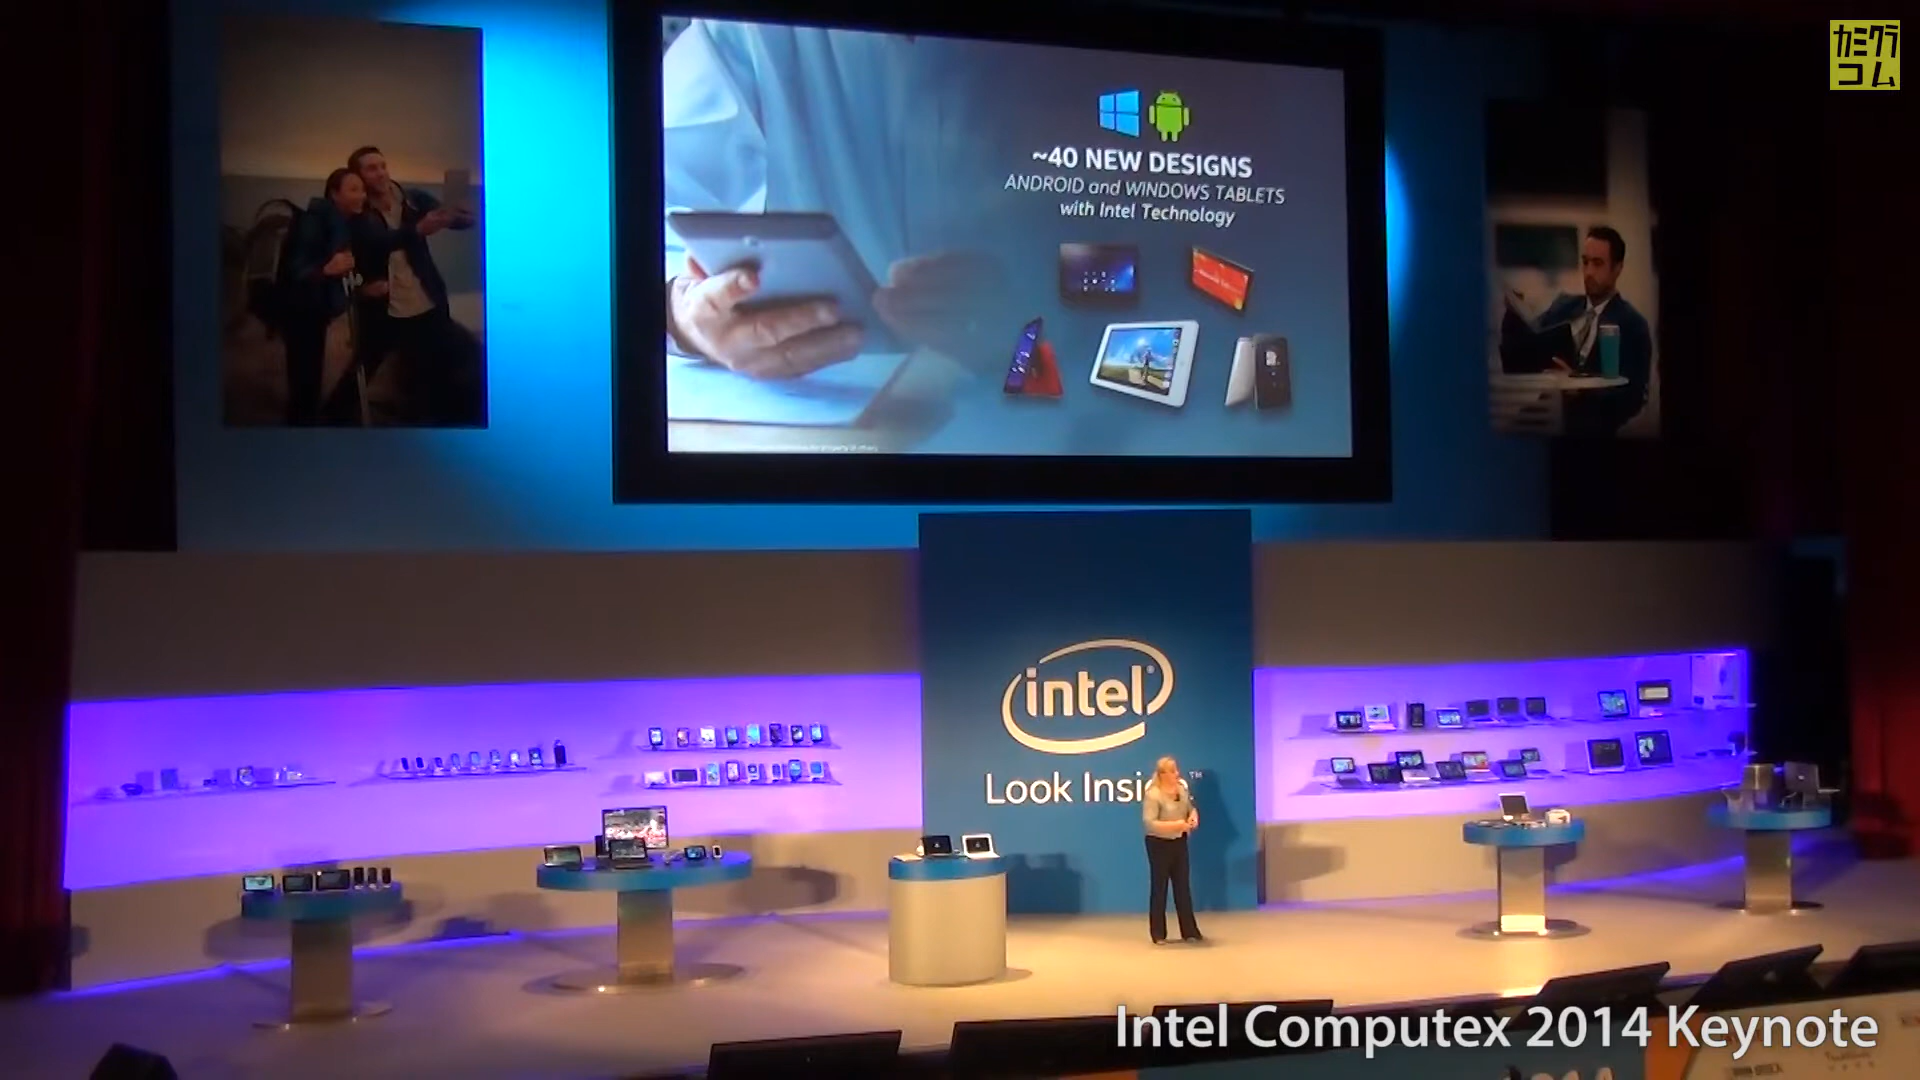 カミクラ
コム
~40 NEW DESIGNS
ANDROID and WINDOWS TABLETS
with Intel Technology
intel®
Look Insi
™
Intel Computex 2014 Keynote